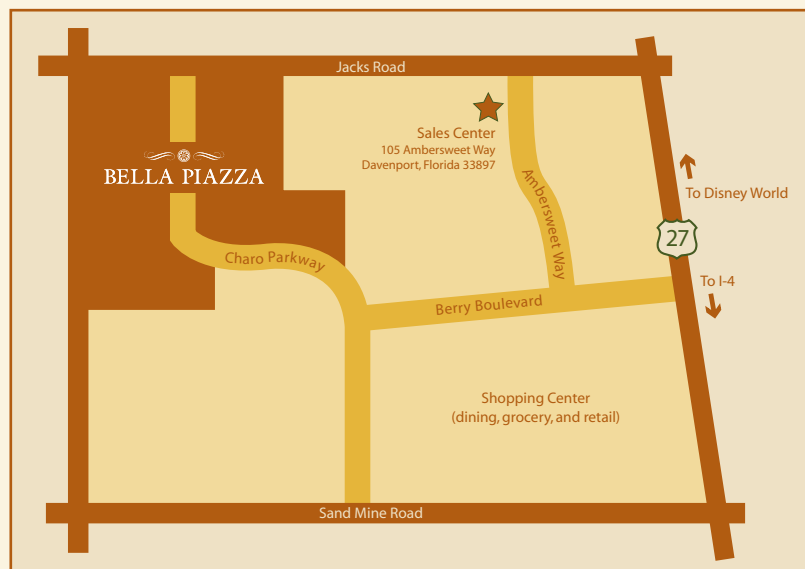 Jacks Road
Sales Center
105 Ambersweet Way
Davenport, Florida 33897
BELLA PIAZZA
Ambersweet Way
To Disney World
27
Charo Parkway
To I-4
Berry Boulevard
Shopping Center
(dining, grocery, and retail)
Sand Mine Road